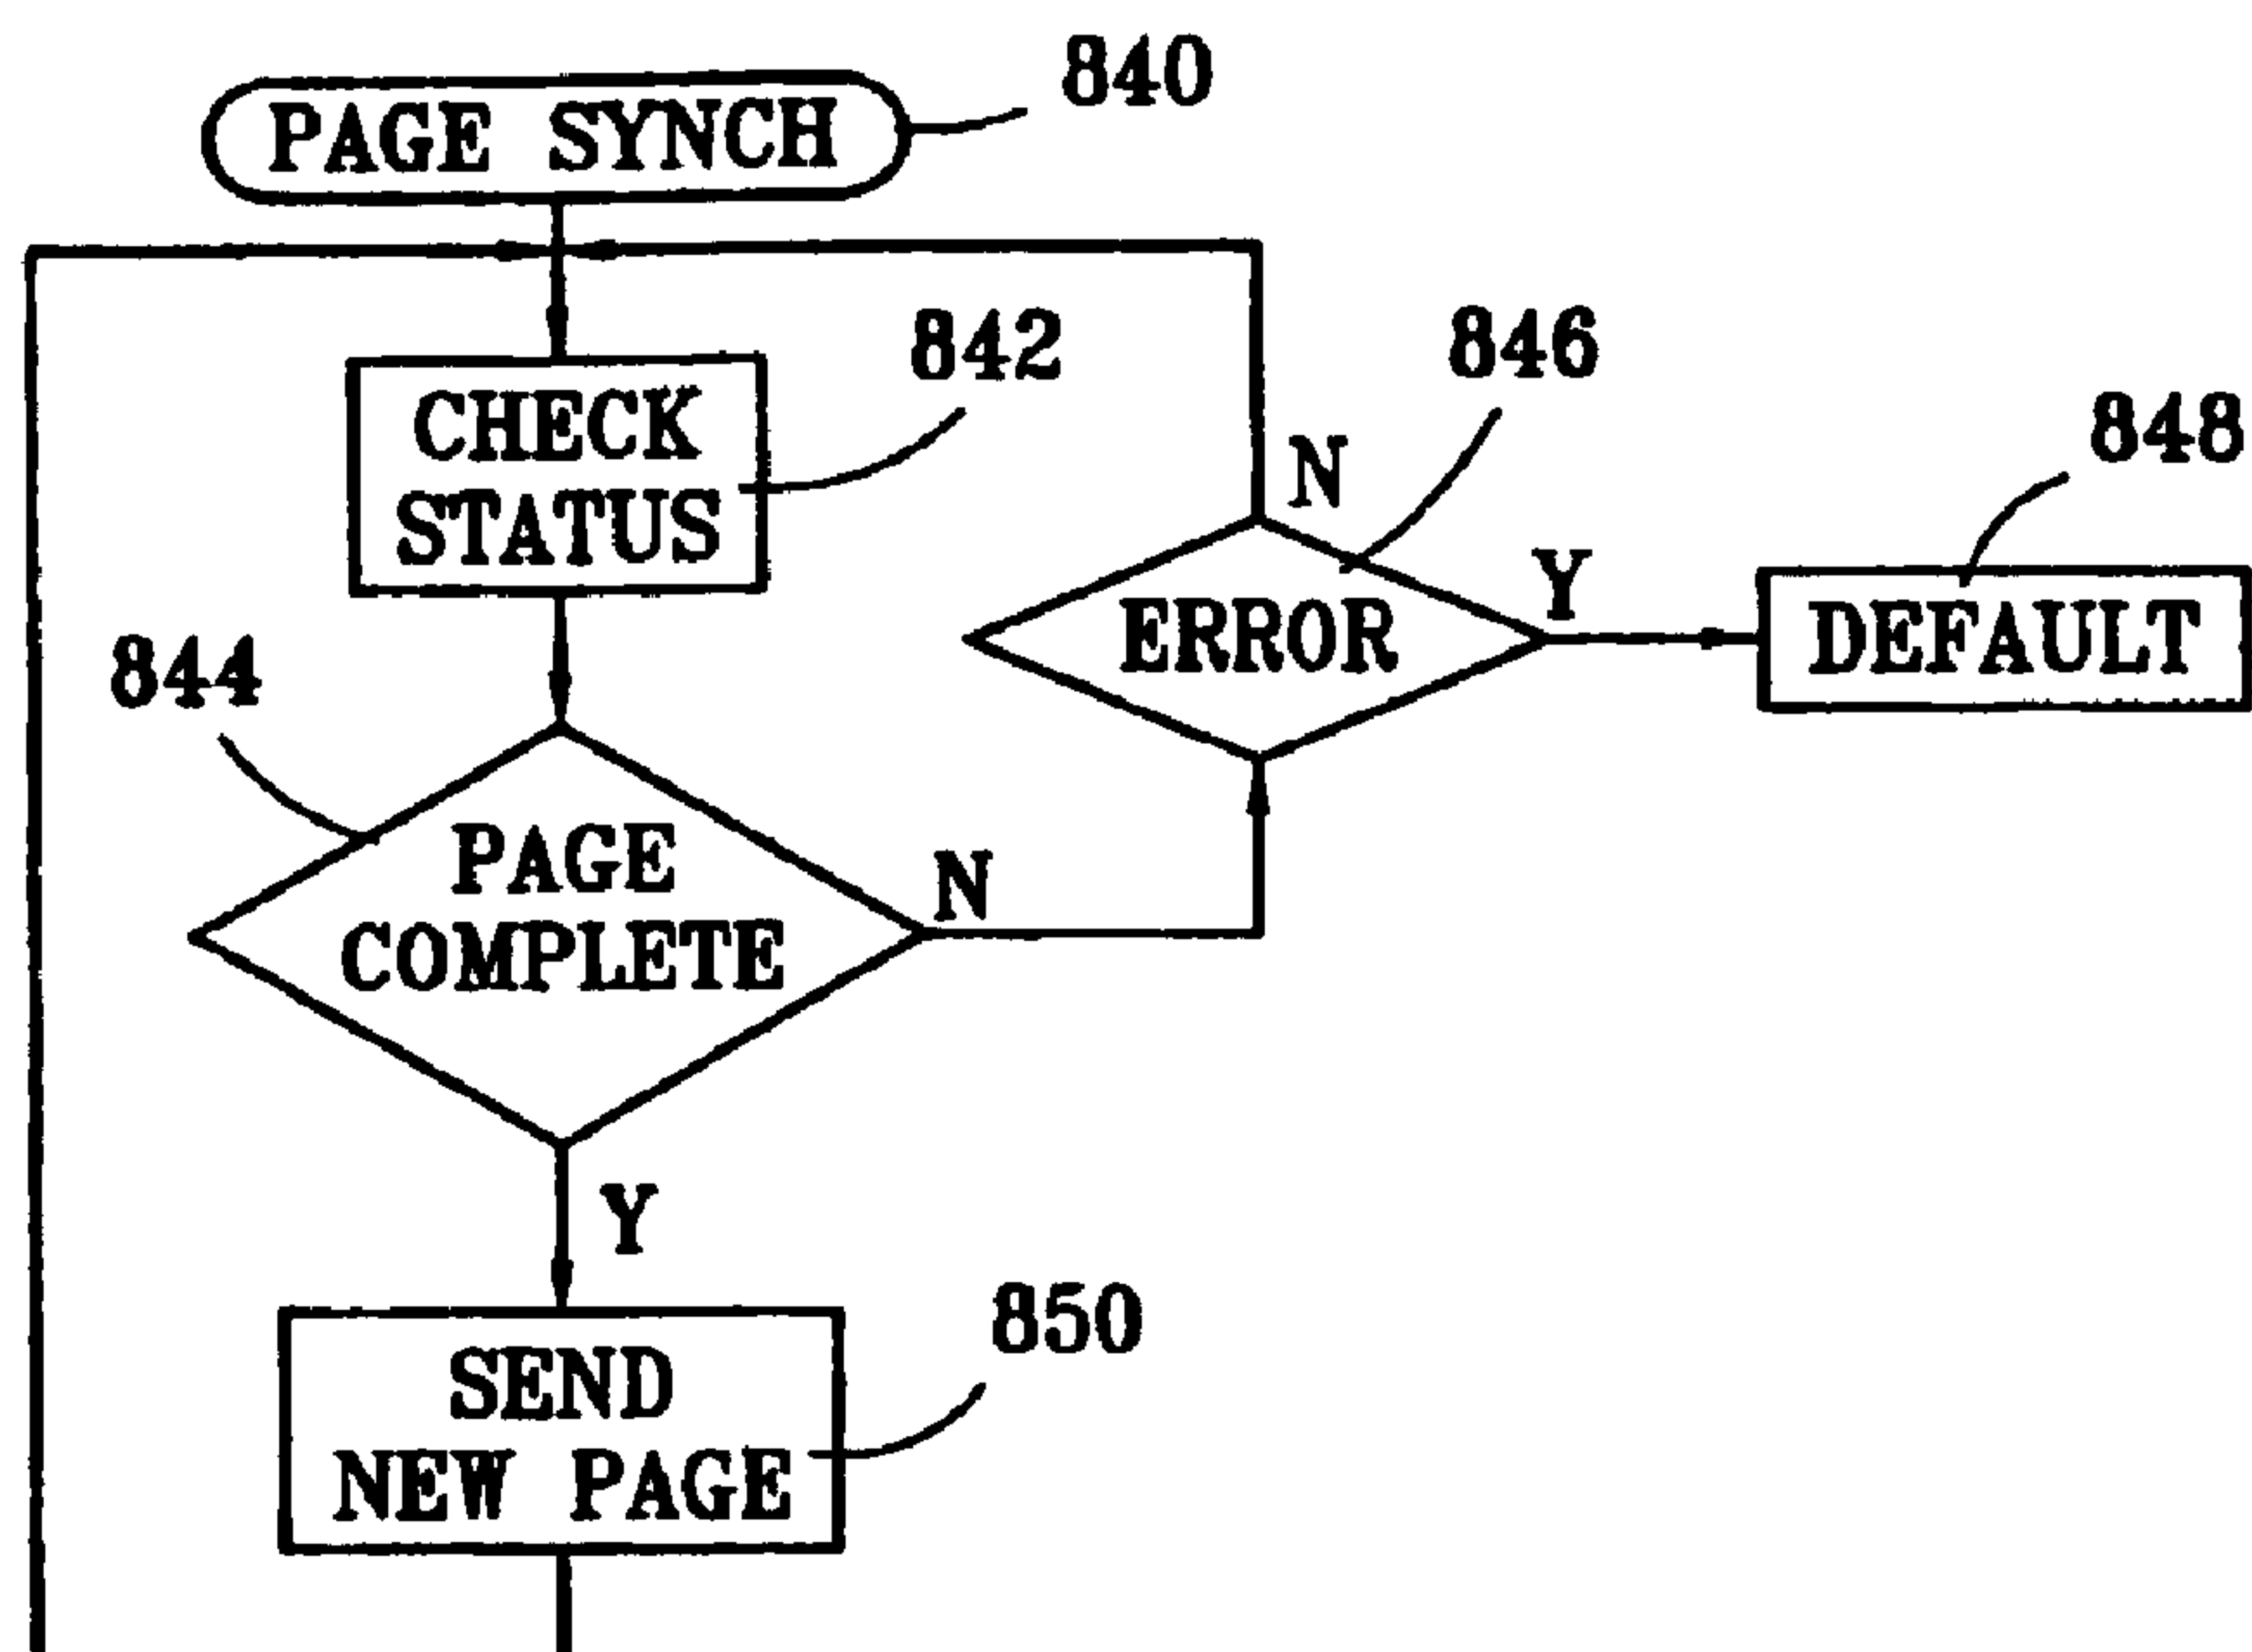 840
PAGE SYNCH
842
846
848
CHECK
STATUS
N
Y
ERROR
DEFAULT
844
PAGE
COMPLETE
N
Y
850
SEND
NEW PAGE